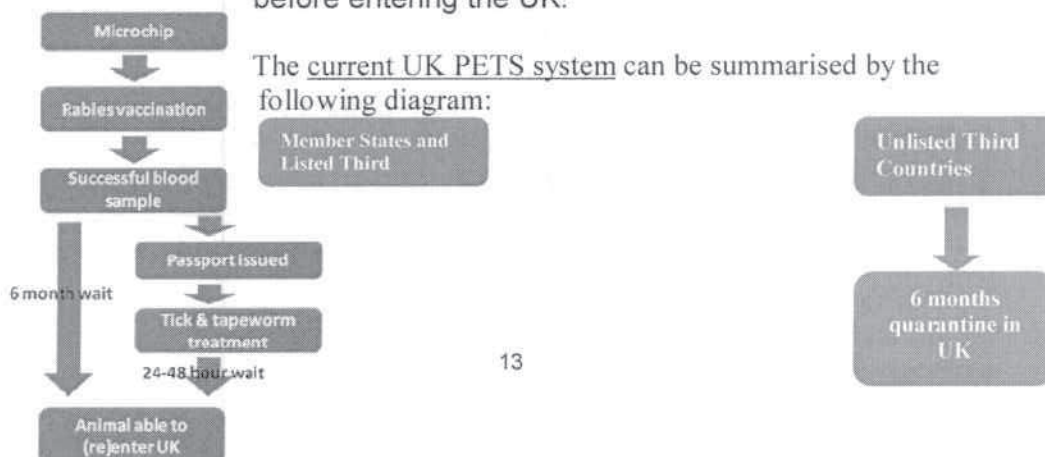 before entering the UK.
The current UK PETS system can be summarised by the
following diagram:
Microchip
Rabies vaccination
Successful blood
sample
Member States and
Listed Third
Passport issued
6 month wait
Tick & tapeworm
treatment
24-48 hour wait
Animal able to
(re)enter UK
Unlisted Third
Countries
6 months
quarantine in
UK
13